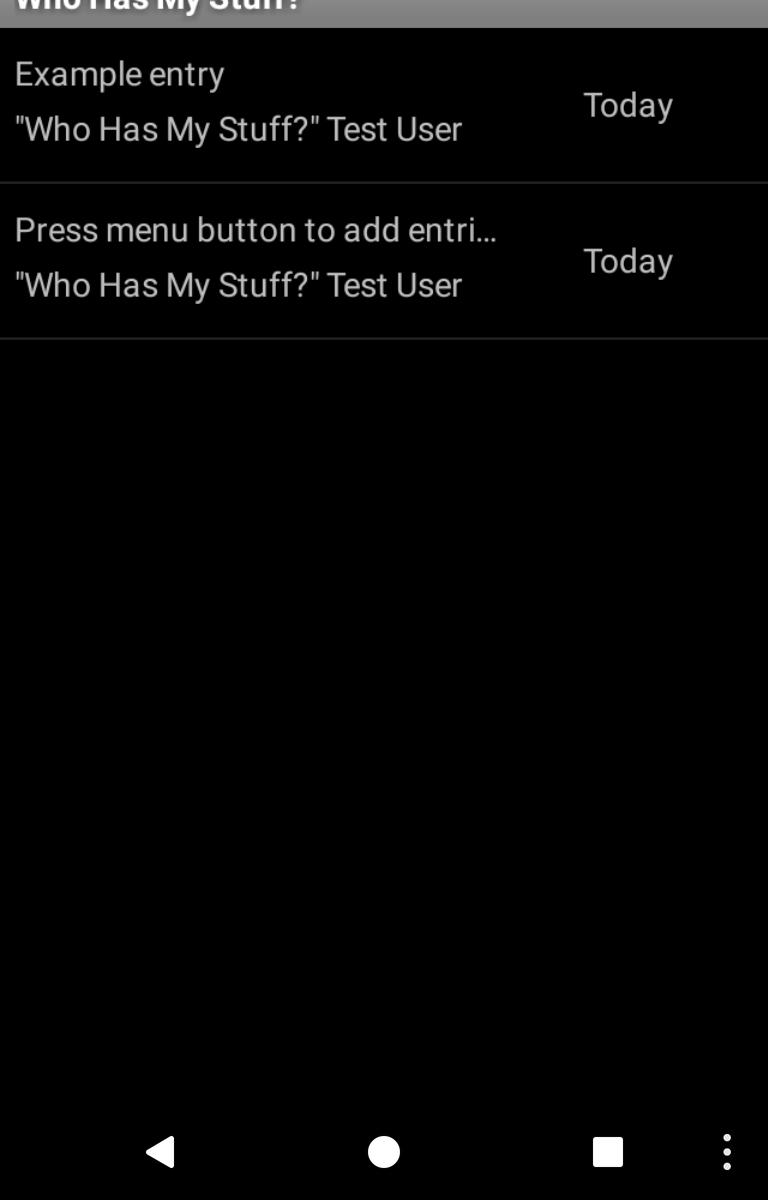 Who Has My Stuff?
Example entry
"Who Has My Stuff?" Test User
Today
Press menu button to add entri...
"Who Has My Stuff?" Test User
Today